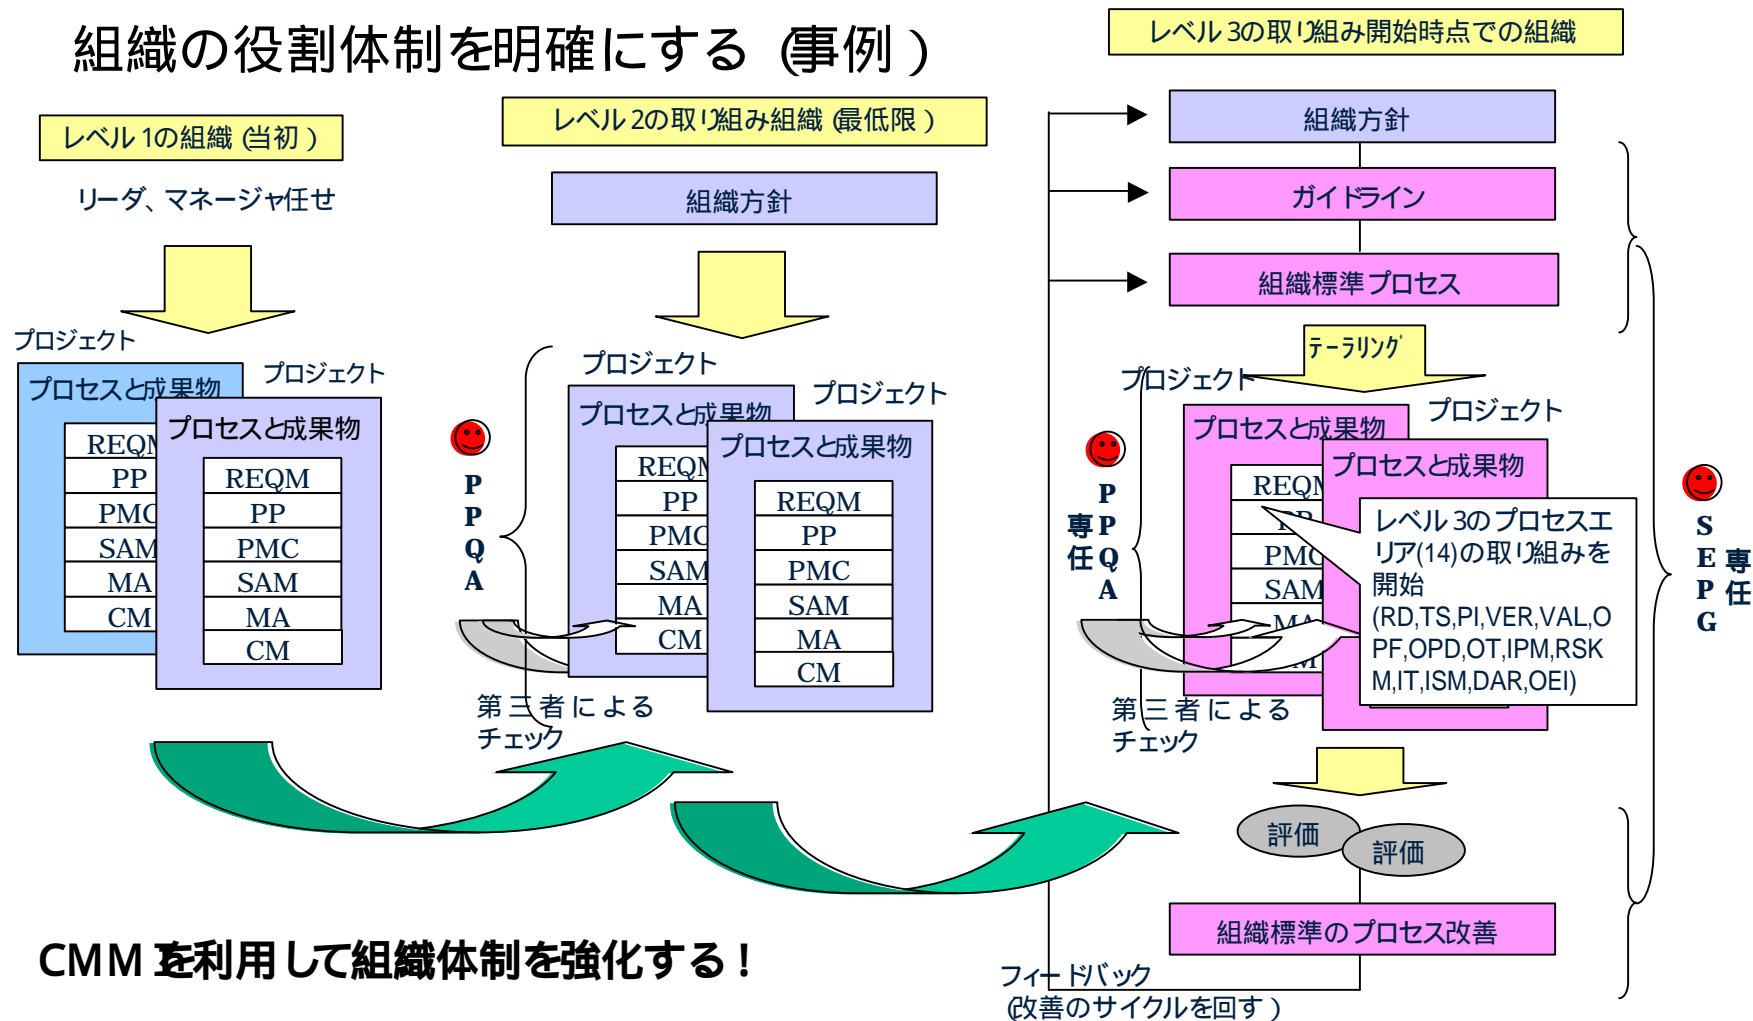 組織の役割体制を明確にする (事例)
レベル1の組織(当初)
リーダ、マネージャ任せ
プロジェクト
プロジェクト
プロセスと成果物
REQM
PP
PMC
SAM
MA
CM
プロセスと成果物
REQM
PP
PMC
SAM
MA
CM
レベル2の取り組み組織(最低限)
組織方針
プロジェクト
プロジェクト
プロセスと成果物
REQM
PP
PMC
SAM
MA
CM
プロセスと成果物
REQM
PP
PMC
SAM
MA
CM
PPQA
第三者による
チェック
レベル3の取り組み開始時点での組織
組織方針
ガイドライン
組織標準プロセス
テーラリング
プロジェクト
プロジェクト
プロセスと成果物
REQM
PP
PMC
SAM
MA
CM
プロセスと成果物
レベル3のプロセスエ
リア(14)の取り組みを
開始
(RD,TS,PI,VER,VAL,O
PF,OPD,OT,IPM,RSK
M,IT,ISM,DAR,OEI)
専任
PPQA
第三者による
チェック
SEPG
専任
評価
評価
組織標準のプロセス改善
フィードバック
(改善のサイクルを回す)
CMMIを利用して組織体制を強化する!